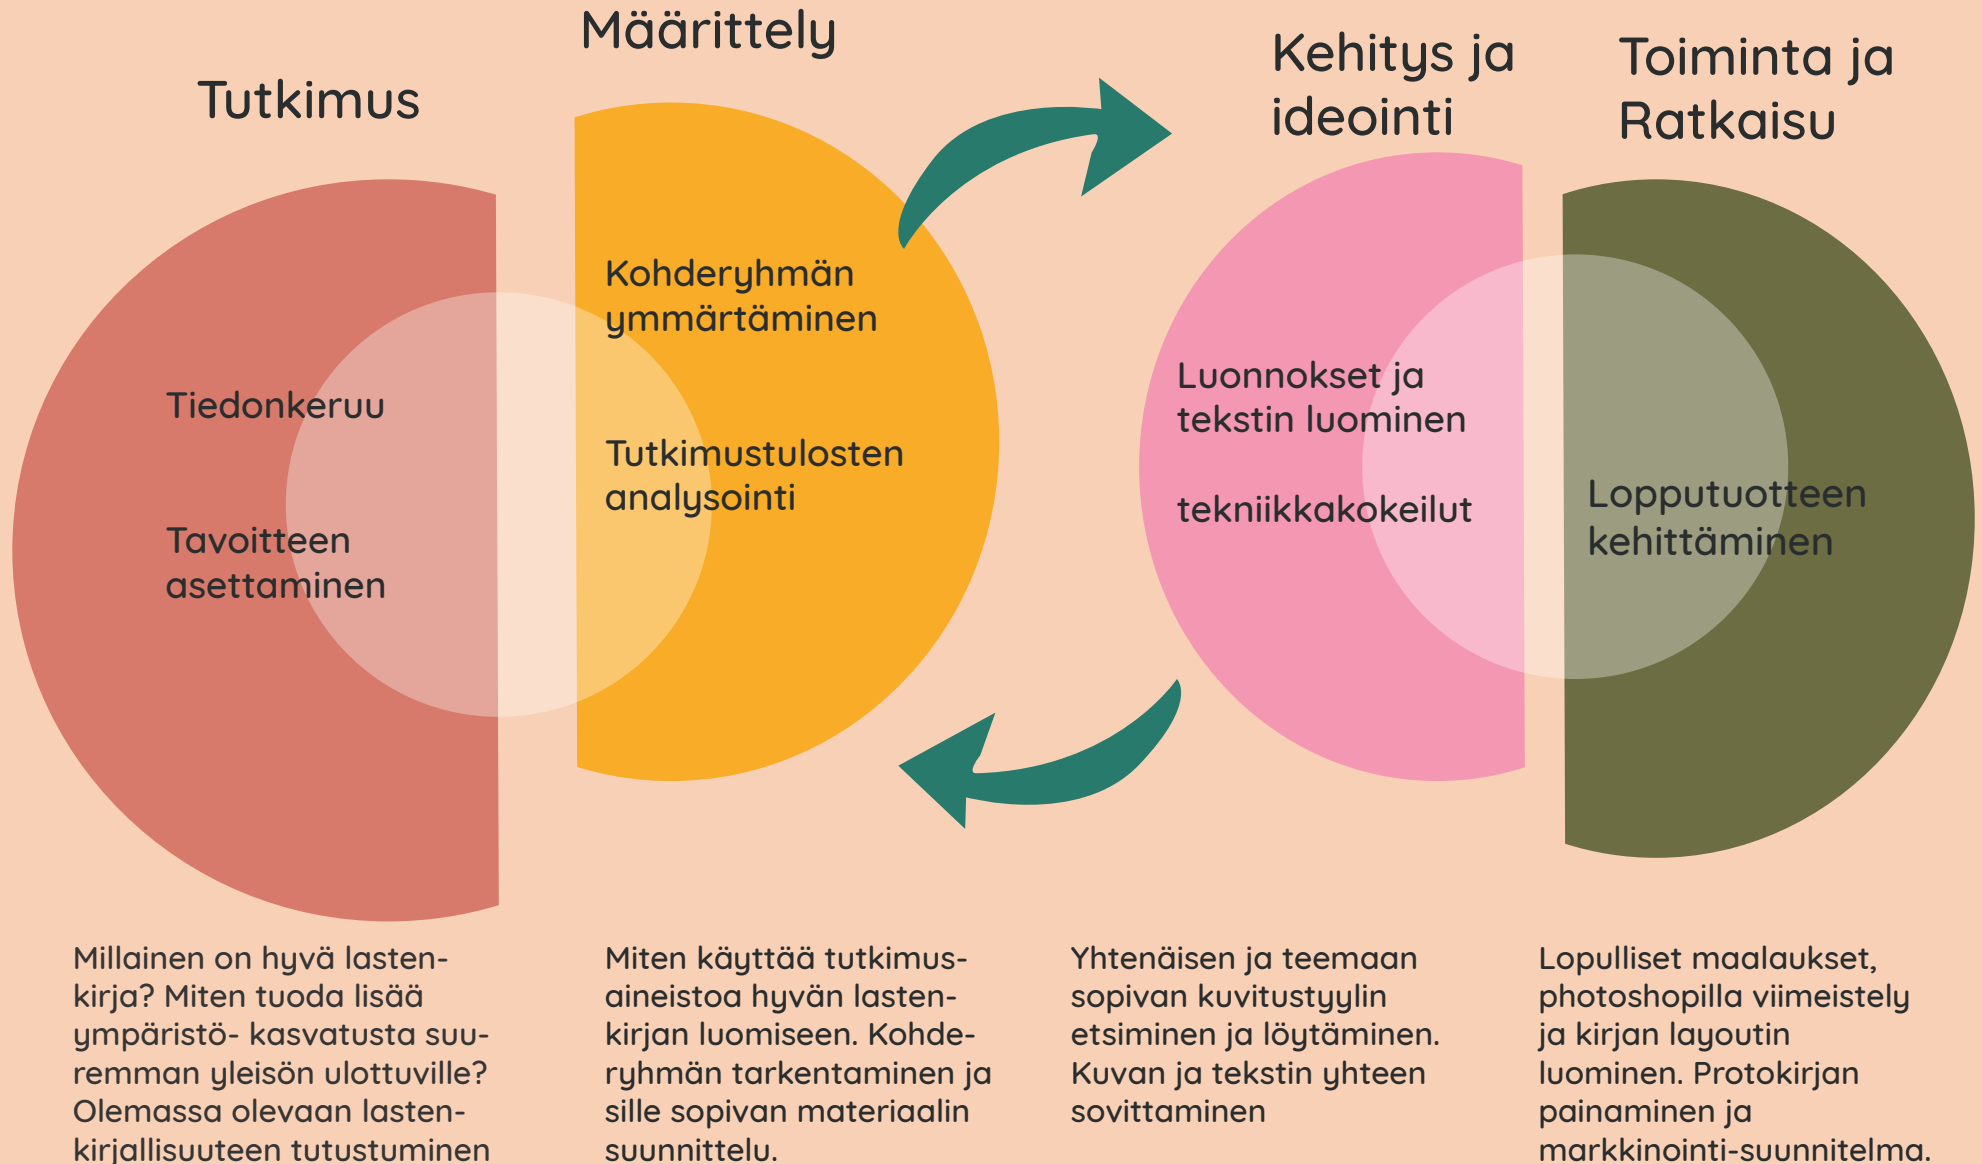 Tutkimus
Tiedonkeruu
Tavoitteen
asettaminen
Millainen on hyvä lasten-
kirja? Miten tuoda lisää
ympäristö- kasvatusta suu-
remman yleisön ulottuville?
Olemassa olevaan lasten-
kirjallisuuteen tutustuminen
Määrittely
Kohderyhmän
ymmärtäminen
Tutkimustulosten
analysointi
Miten käyttää tutkimus-
aineistoa hyvän lasten-
kirjan luomiseen. Kohde-
ryhmän tarkentaminen ja
sille sopivan materiaalin
suunnittelu.
Kehitys ja
ideointi
Luonnokset ja
tekstin luominen
tekniikkakokeilut
Yhtenäisen ja teemaan
sopivan kuvitustyylin
etsiminen ja löytäminen.
Kuvan ja tekstin yhteen
sovittaminen
Toiminta ja
Ratkaisu
Lopputuotteen
kehittäminen
Lopulliset maalaukset,
photoshopilla viimeistely
ja kirjan layoutin
luominen. Protokirjan
painaminen ja
markkinointi-suunnitelma.